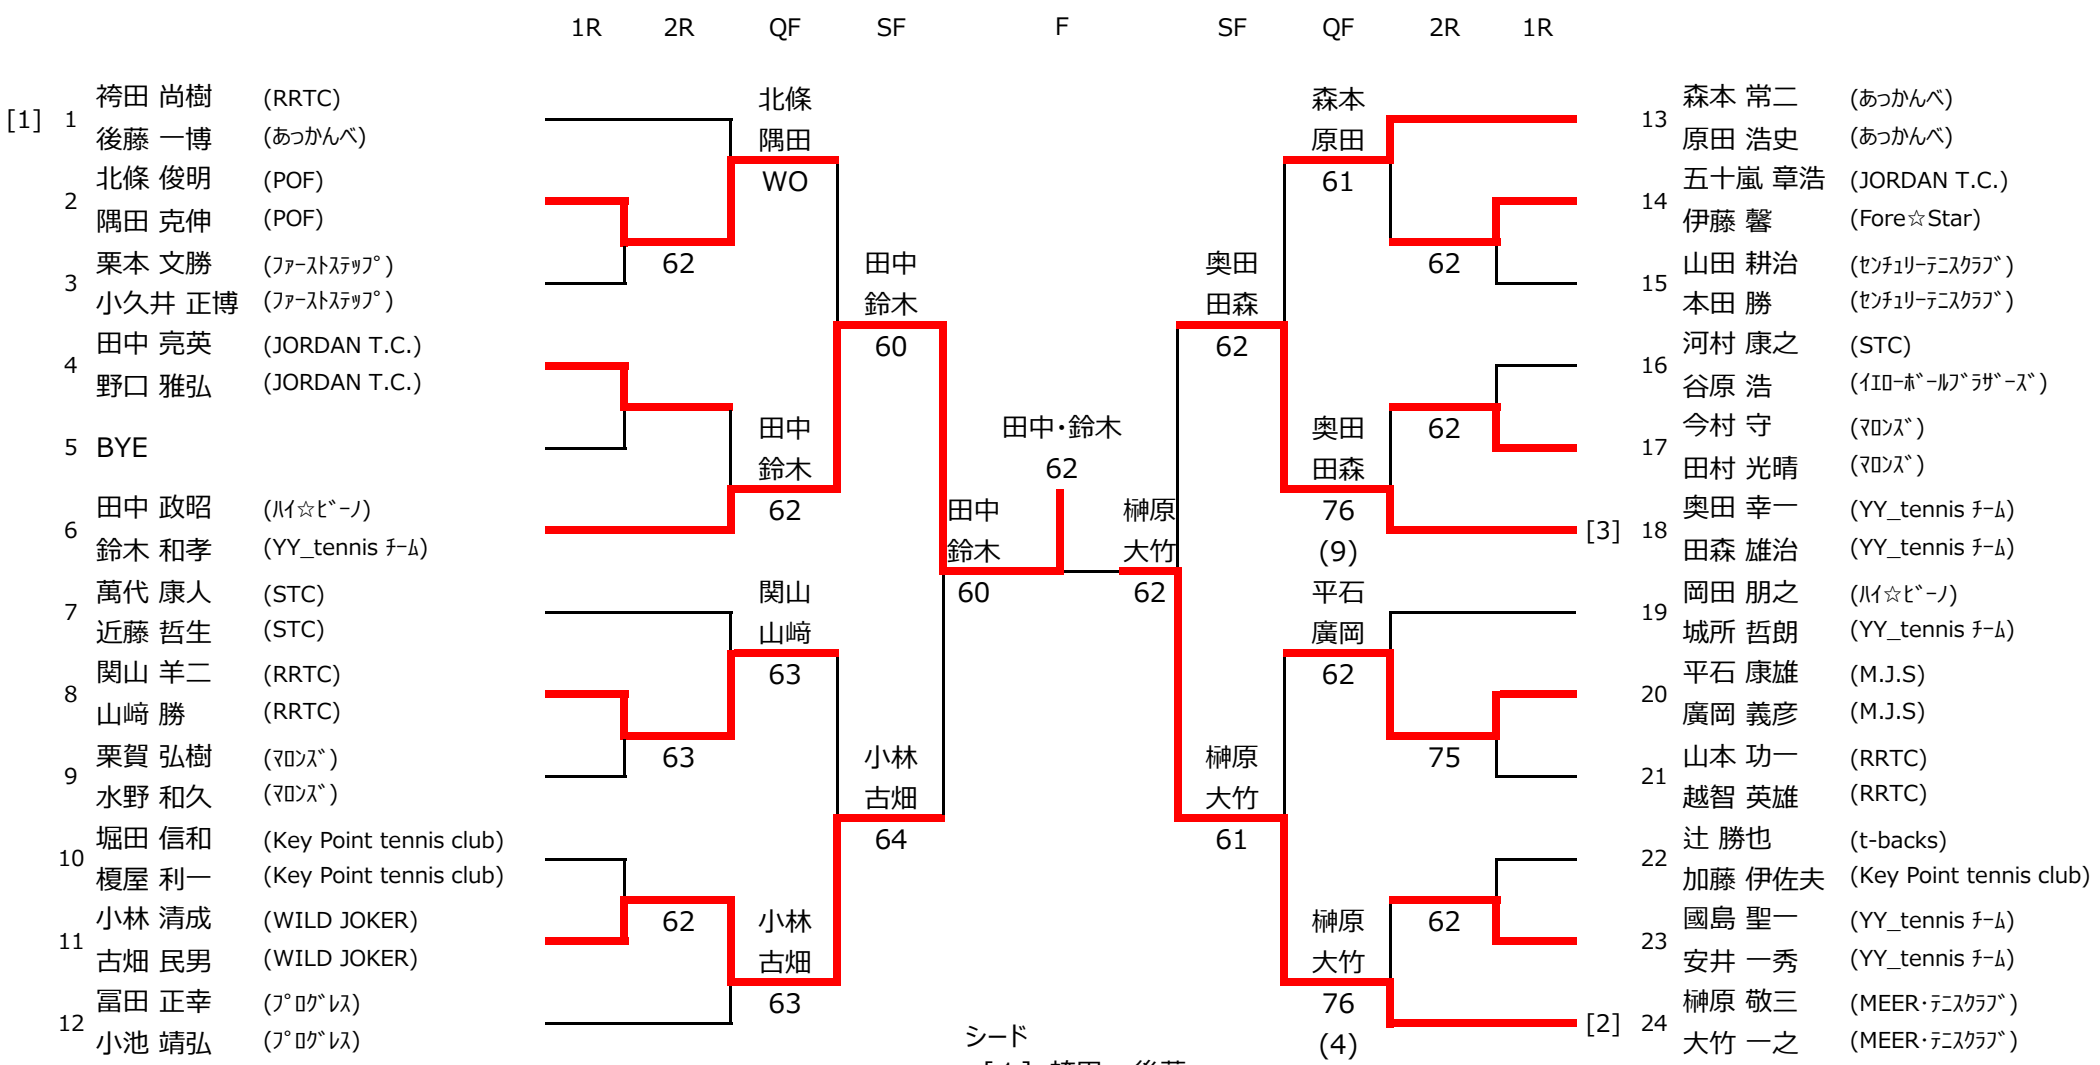 1R 2R QF SF F SF QF 2R 1R
[1] 1 袴田 尚樹 (RRTC)
後藤 一博 (あっかんべ)
2 北條 俊明 (POF)
隅田 克伸 (POF)
3 栗本 文勝 (ﾌｧｰｽﾄｽﾃｯﾌﾟ)
小久井 正博 (ﾌｧｰｽﾄｽﾃｯﾌﾟ)
4 田中 亮英 (JORDAN T.C.)
野口 雅弘 (JORDAN T.C.)
5 BYE
6 田中 政昭 (ﾊｲ☆ﾋﾞｰﾉ)
鈴木 和孝 (YY_tennis ﾁｰﾑ)
7 萬代 康人 (STC)
近藤 哲生 (STC)
8 関山 羊二 (RRTC)
山﨑 勝 (RRTC)
9 栗賀 弘樹 (ﾏﾛﾝｽﾞ)
水野 和久 (ﾏﾛﾝｽﾞ)
10 堀田 信和 (Key Point tennis club)
榎屋 利一 (Key Point tennis club)
11 小林 清成 (WILD JOKER)
古畑 民男 (WILD JOKER)
12 冨田 正幸 (ﾌﾟﾛｸﾞﾚｽ)
小池 靖弘 (ﾌﾟﾛｸﾞﾚｽ)
62
63
62
北條
隅田
WO
田中
鈴木
62
関山
山﨑
63
小林
古畑
63
田中
鈴木
60
小林
古畑
64
田中
鈴木
60
田中・鈴木
62
榊原
大竹
62
奥田
田森
62
榊原
大竹
61
森本
原田
61
奥田
田森
76
(9)
平石
廣岡
62
榊原
大竹
76
(4)
62
62
75
62
13 森本 常二 (あっかんべ)
原田 浩史 (あっかんべ)
14 五十嵐 章浩 (JORDAN T.C.)
伊藤 馨 (Fore☆Star)
15 山田 耕治 (ｾﾝﾁｭﾘｰﾃﾆｽｸﾗﾌﾞ)
本田 勝 (ｾﾝﾁｭﾘｰﾃﾆｽｸﾗﾌﾞ)
16 河村 康之 (STC)
谷原 浩 (ｲｴﾛｰﾎﾞｰﾙﾌﾞﾗｻﾞｰｽﾞ)
17 今村 守 (ﾏﾛﾝｽﾞ)
田村 光晴 (ﾏﾛﾝｽﾞ)
[3] 18 奥田 幸一 (YY_tennis ﾁｰﾑ)
田森 雄治 (YY_tennis ﾁｰﾑ)
19 岡田 朋之 (ﾊｲ☆ﾋﾞｰﾉ)
城所 哲朗 (YY_tennis ﾁｰﾑ)
20 平石 康雄 (M.J.S)
廣岡 義彦 (M.J.S)
21 山本 功一 (RRTC)
越智 英雄 (RRTC)
22 辻 勝也 (t-backs)
加藤 伊佐夫 (Key Point tennis club)
23 國島 聖一 (YY_tennis ﾁｰﾑ)
安井 一秀 (YY_tennis ﾁｰﾑ)
[2] 24 榊原 敬三 (MEER・ﾃﾆｽｸﾗﾌﾞ)
大竹 一之 (MEER・ﾃﾆｽｸﾗﾌﾞ)
シード